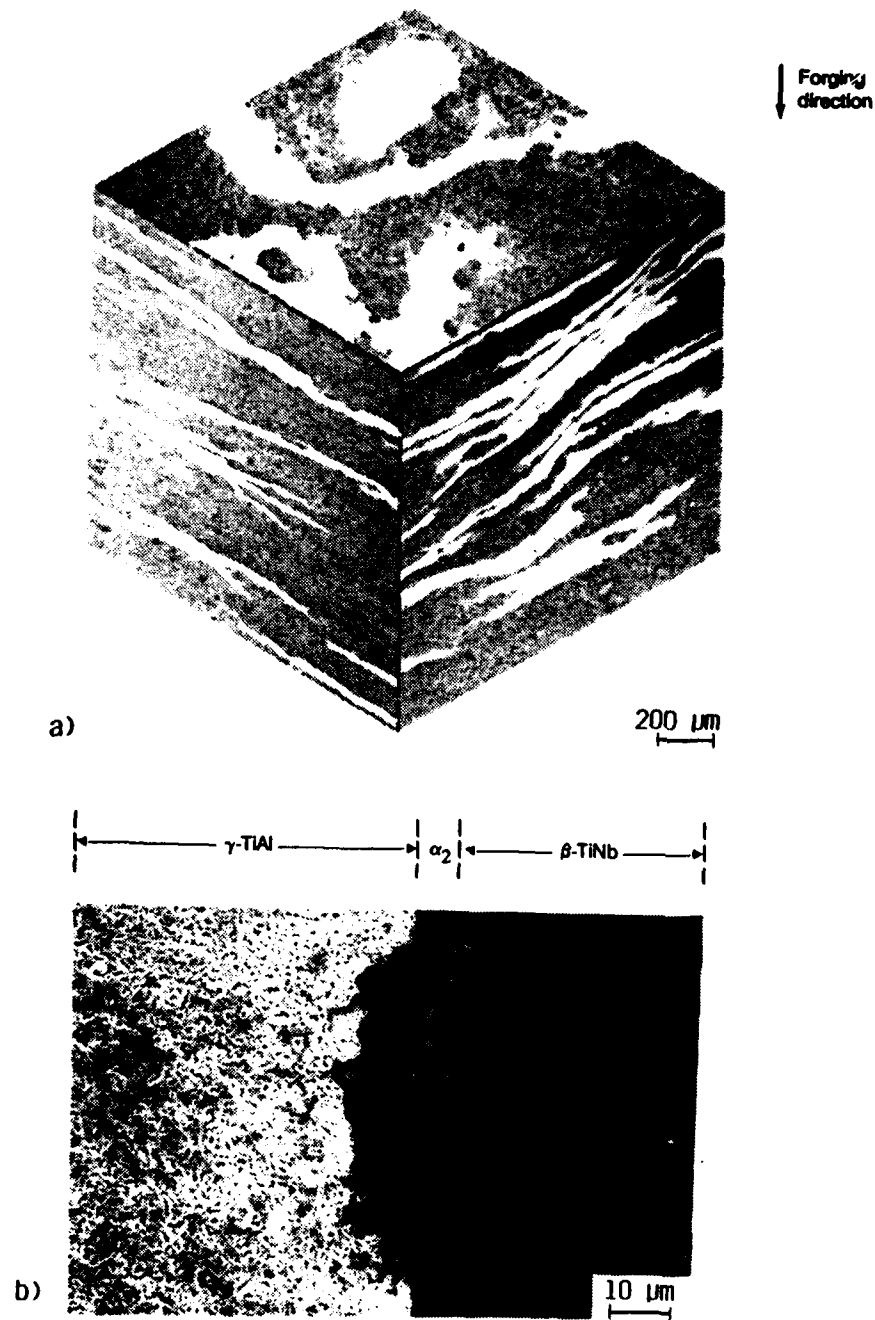 Forging
direction
a)
200 μm
γ-TiAl
α₂
β-TiNb
b)
10 μm